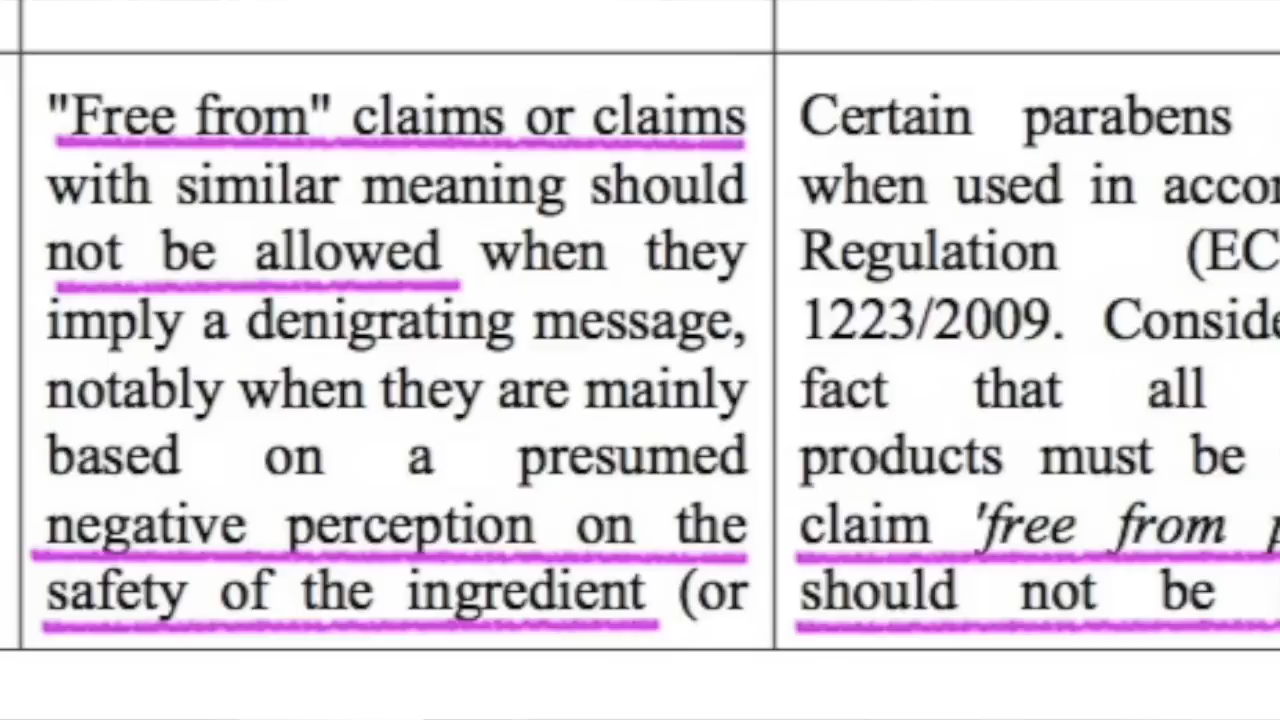 "Free from" claims or claims
with similar meaning should
not be allowed when they
imply a denigrating message,
notably when they are mainly
based on a presumed
negative perception on the
safety of the ingredient (or
Certain parabens
when used in
Regulation (EC
1223/2009.
fact that all
products must be
claim 'free from
should not be